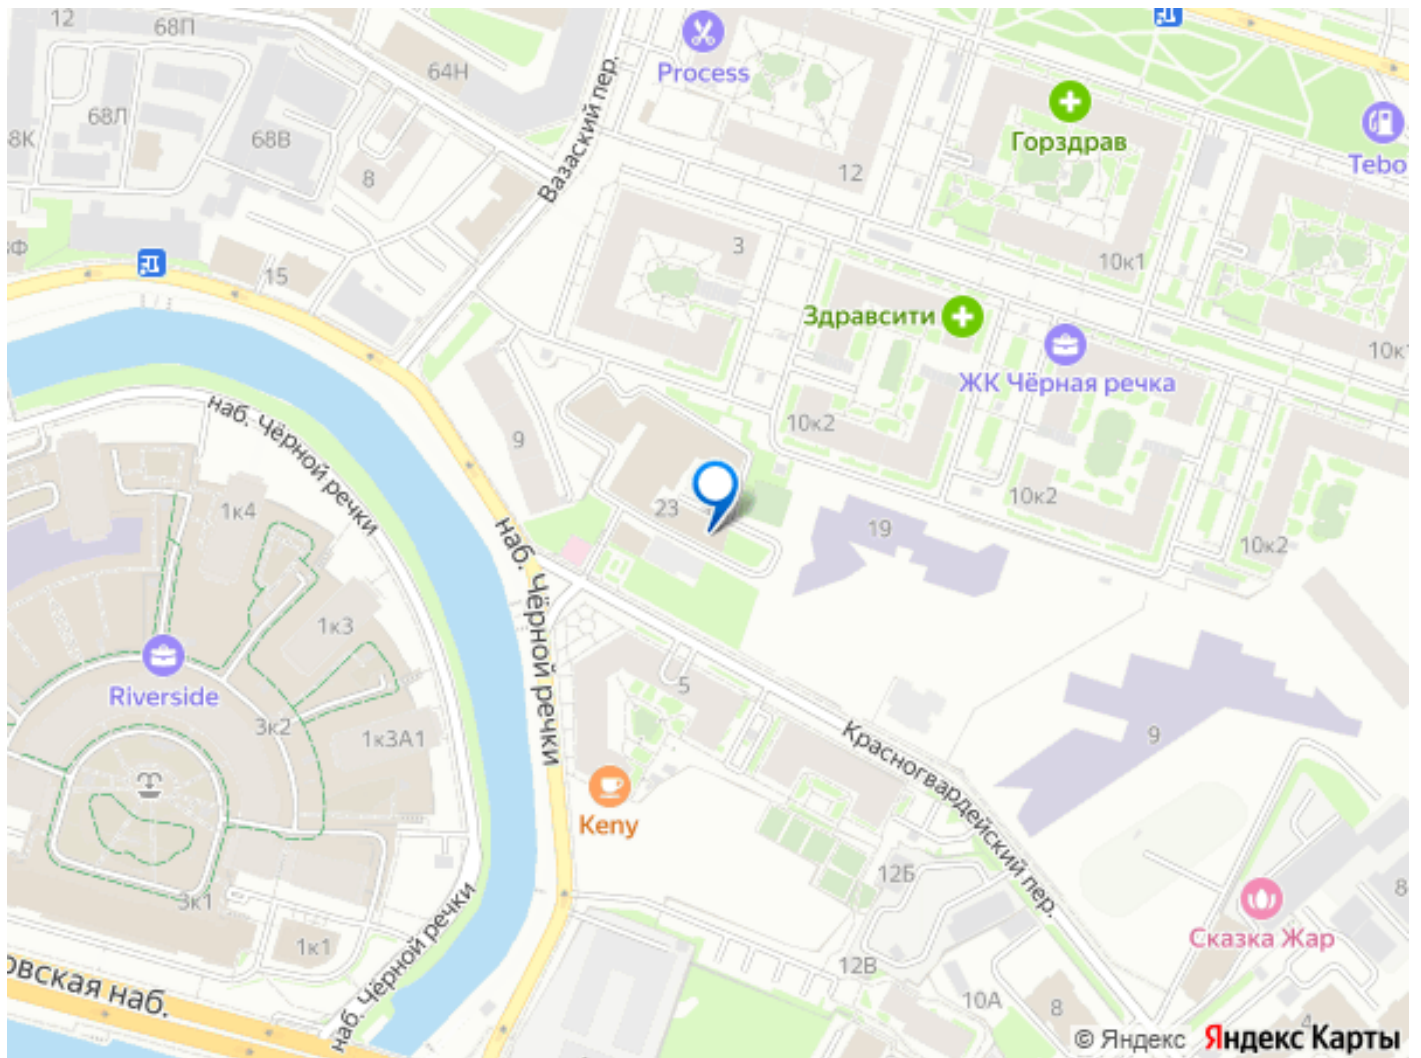 12
68П
64Н
Process
Вазаский пер.
68Л
8К
68В
8
Горздрав
12
Tebo
3Ф
15
3
10к1
Здравсити
ЖК Чёрная речка
10к
наб. Чёрной речки
9
10к2
1к4
23
19
10к2
10к2
наб. Чёрной речки
1к3
Riverside
3к2
1к3А1
5
Красногвардейский пер.
9
Keny
12Б
3к1
8
Сказка Жар
1к1
наб. Чёрной речки
12В
овская наб.
10А
8
4
© Яндекс Яндекс Карты